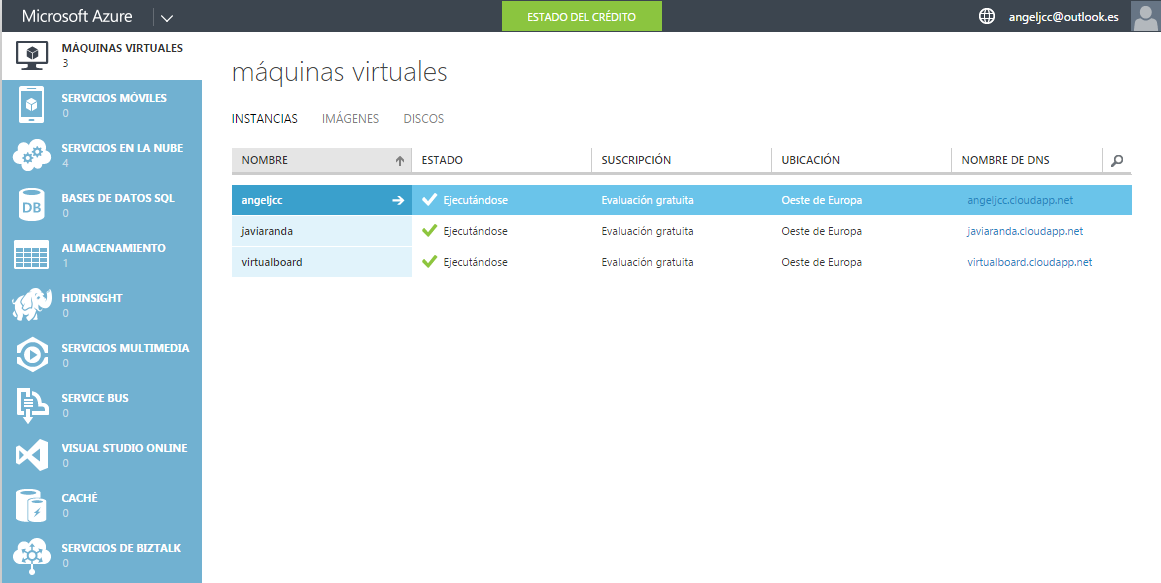 Microsoft Azure
ESTADO DEL CRÉDITO
angeljcc@outlook.es
MÁQUINAS VIRTUALES
3
SERVICIOS MÓVILES
0
SERVICIOS EN LA NUBE
4
BASES DE DATOS SQL
0
DB
ALMACENAMIENTO
1
HDINSIGHT
0
SERVICIOS MULTIMEDIA
0
SERVICE BUS
0
VISUAL STUDIO ONLINE
0
CACHÉ
0
SERVICIOS DE BIZTALK
0
máquinas virtuales
INSTANCIAS IMÁGENES DISCOS
NOMBRE ESTADO SUSCRIPCIÓN UBICACIÓN NOMBRE DE DNS
angeljcc Ejecutándose Evaluación gratuita Oeste de Europa angeljcc.cloudapp.net
javiaranda Ejecutándose Evaluación gratuita Oeste de Europa javiaranda.cloudapp.net
virtualboard Ejecutándose Evaluación gratuita Oeste de Europa virtualboard.cloudapp.net